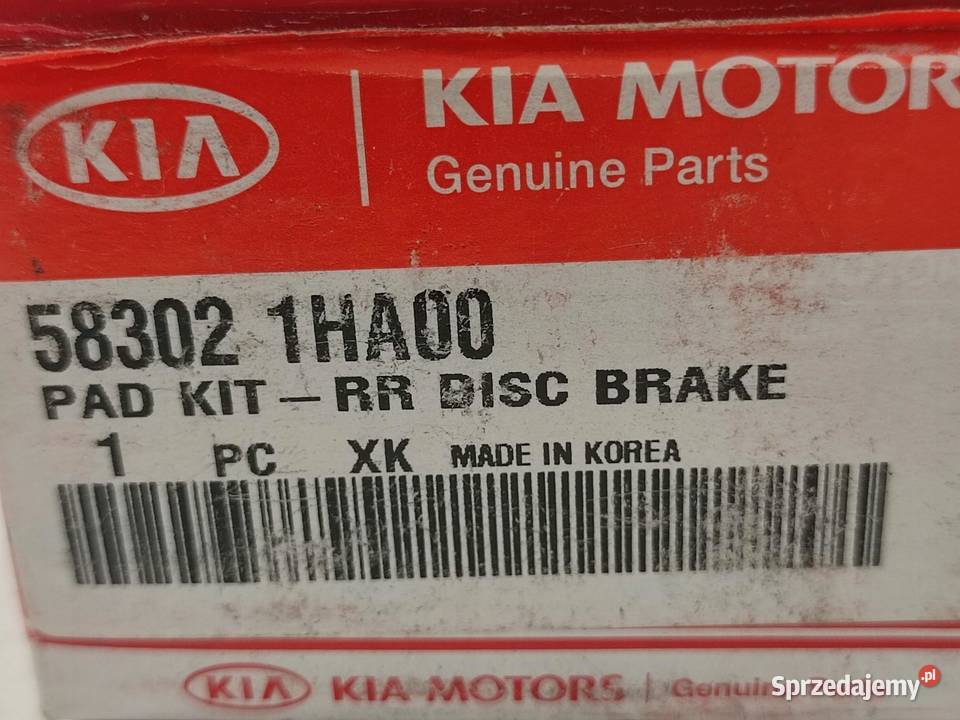 KIA
KIA MOTOR
Genuine Parts
58302 1HA00
PAD KIT - RR DISC BRAKE
1 PC XK MADE IN KOREA
KIA KIA MOTORS | Genuin
Sprzedajemy.pl